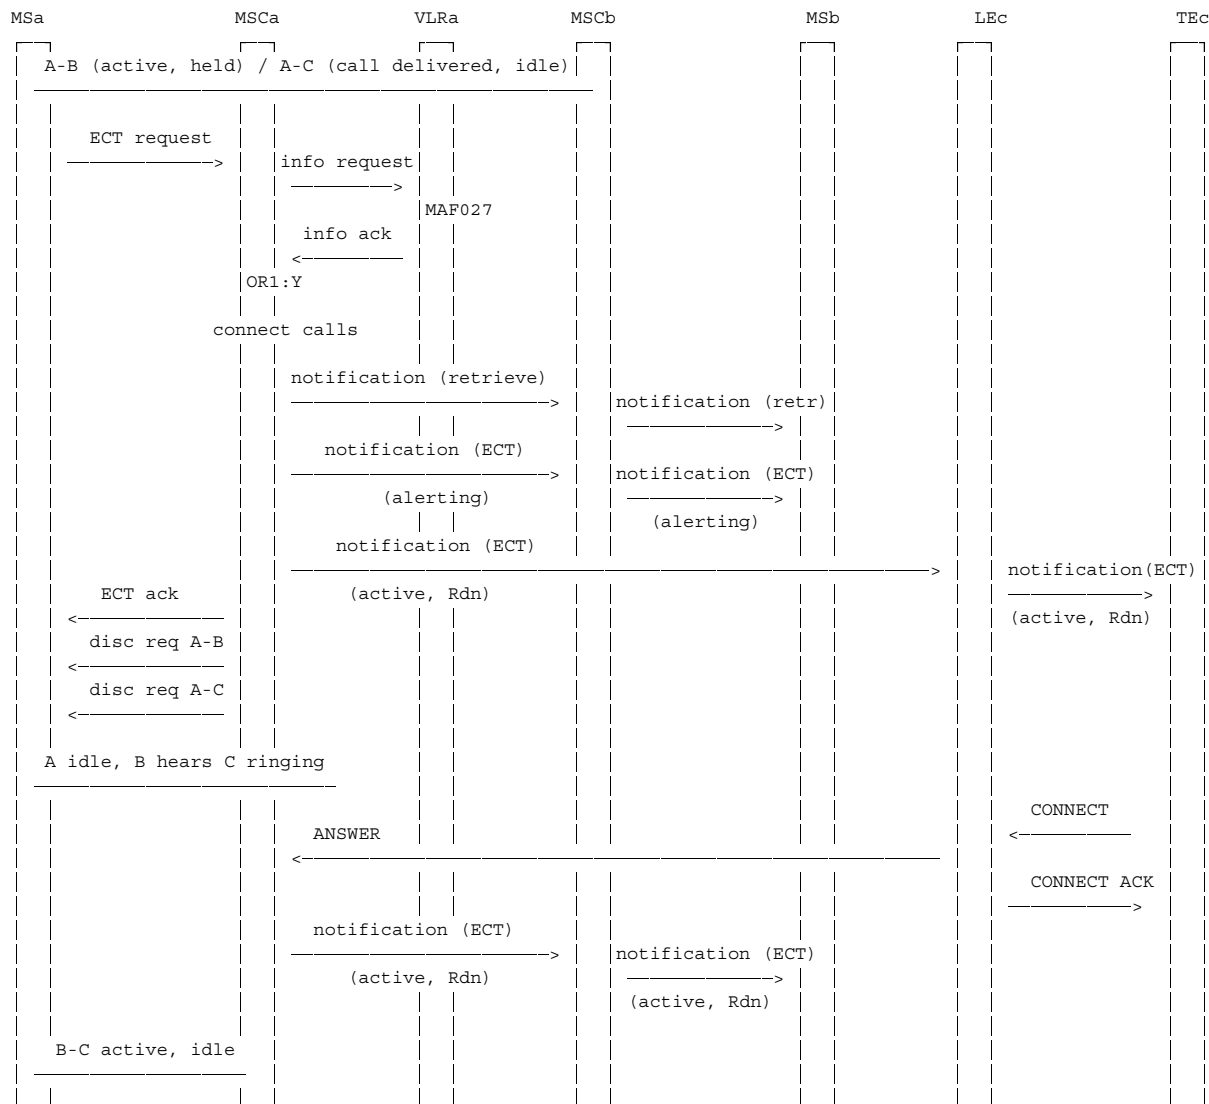 MSa MSCa VLRa MSCb MSb LEc TEc
A-B (active, held) / A-C (call delivered, idle)
ECT request
info request
MAF027
info ack
OR1:Y
connect calls
notification (retrieve)
notification (retr)
notification (ECT)
notification (ECT)
(alerting)
(alerting)
notification (ECT)
notification(ECT)
ECT ack (active, Rdn)
(active, Rdn)
disc req A-B
disc req A-C
A idle, B hears C ringing
CONNECT
ANSWER
CONNECT ACK
notification (ECT)
notification (ECT)
(active, Rdn)
(active, Rdn)
B-C active, idle